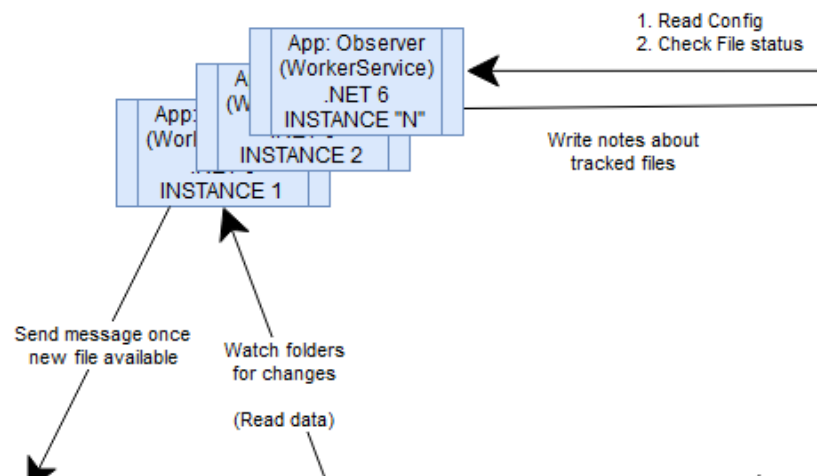 1. Read Config
2. Check File status
App: Observer
(WorkerService)
.NET 6
INSTANCE "N"
INSTANCE 2
App:
INSTANCE 1
Write notes about
tracked files
Send message once
new file available
Watch folders
for changes
(Read data)